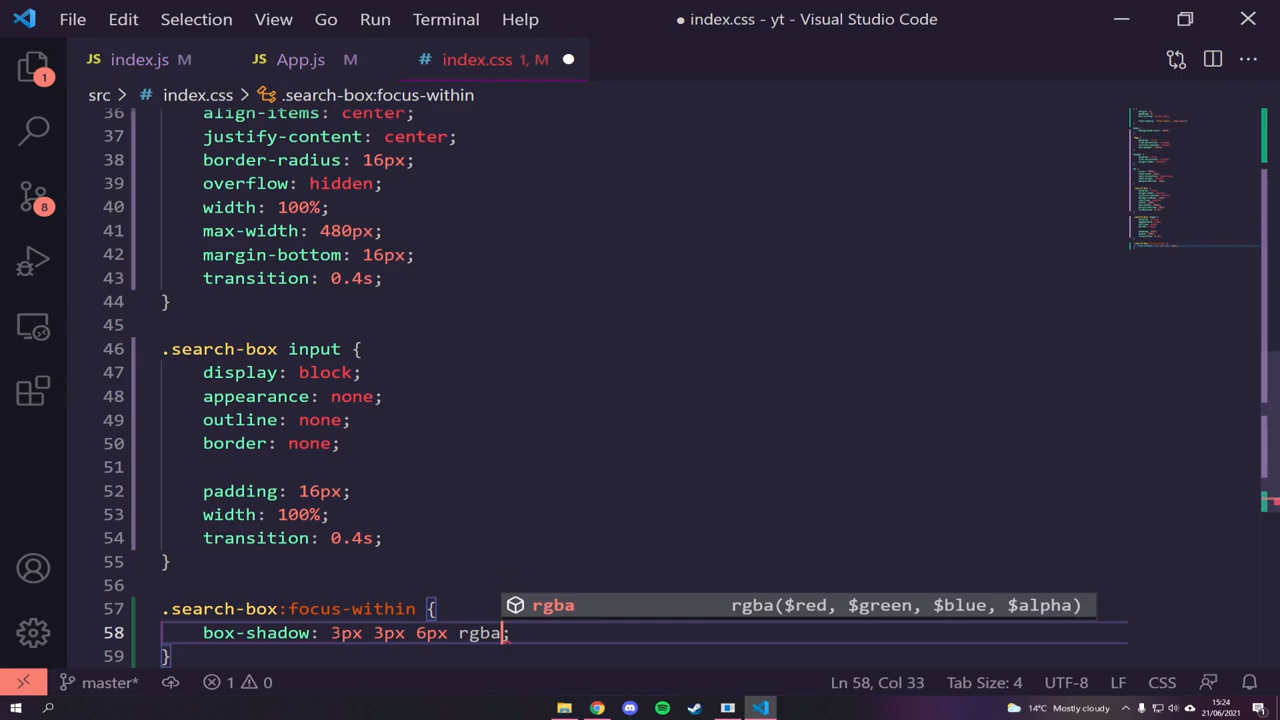 File Edit Selection View Go Run Terminal Help ● index.css - yt - Visual Studio Code
JS index.js M JS App.js M # index.css 1, M
src > # index.css > .search-box:focus-within
36 align-items: center;
37 justify-content: center;
38 border-radius: 16px;
39 overflow: hidden;
40 width: 100%;
41 max-width: 480px;
42 margin-bottom: 16px;
43 transition: 0.4s;
44 }
45
46 .search-box input {
47 display: block;
48 appearance: none;
49 outline: none;
50 border: none;
51
52 padding: 16px;
53 width: 100%;
54 transition: 0.4s;
55 }
56
57 .search-box:focus-within {
rgba rgba($red, $green, $blue, $alpha)
58 box-shadow: 3px 3px 6px rgba;
59 }
1
8
master* 1 0 Ln 58, Col 33 Tab Size: 4 UTF-8 LF CSS
14°C Mostly cloudy 15:24
21/06/2021 1